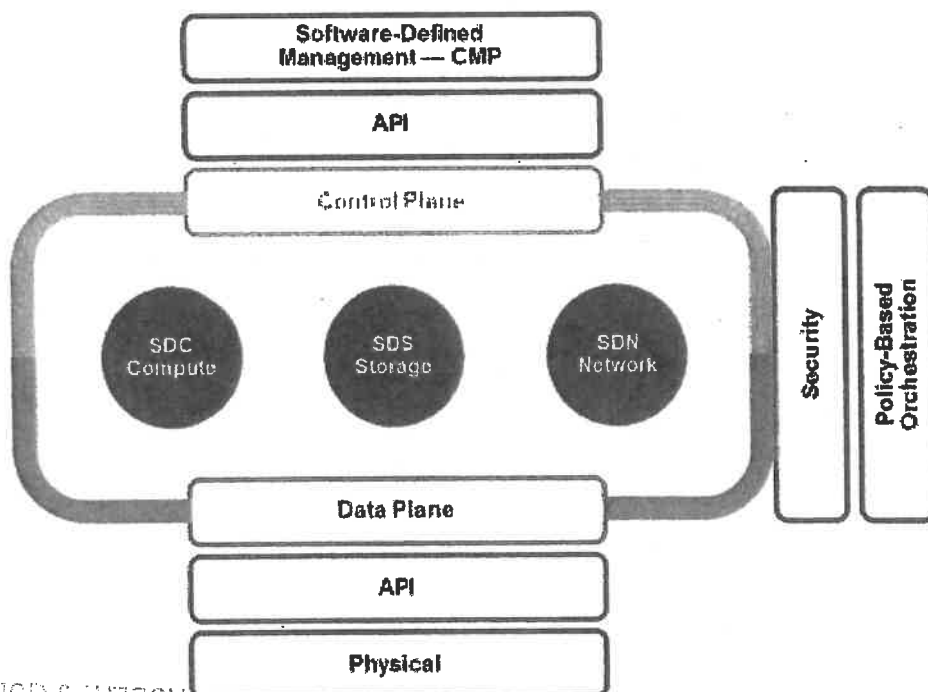 Software-Defined
Management — CMP
API
Control Plane
SDC
Compute
SDS
Storage
SDN
Network
Security
Policy-Based
Orchestration
Data Plane
API
Physical